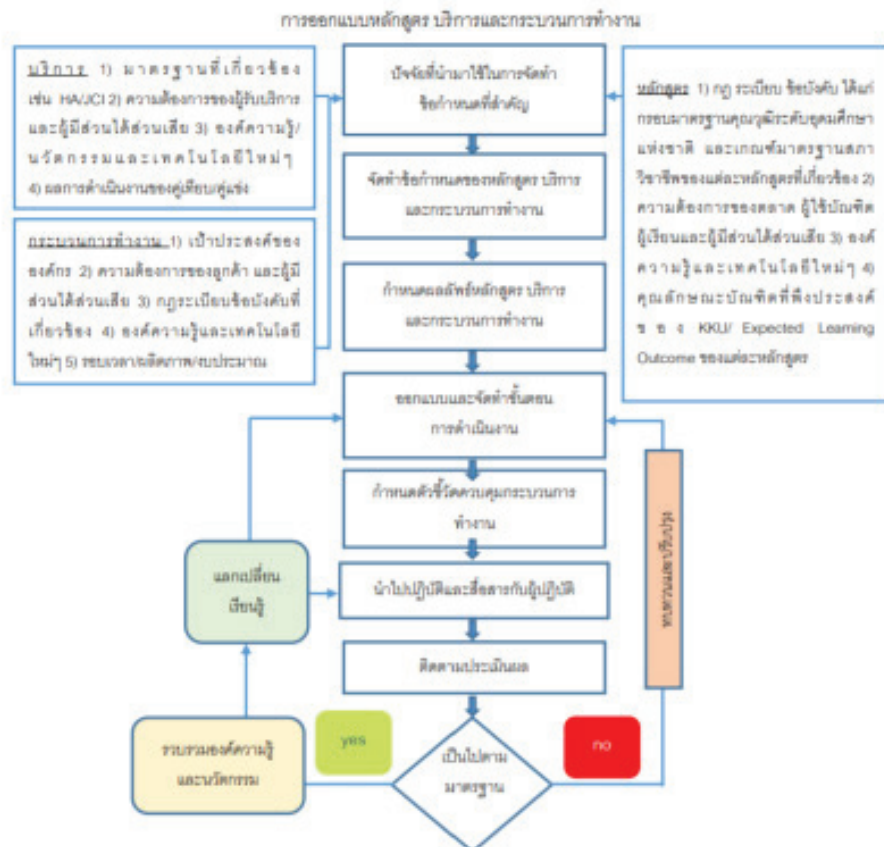 การออกแบบหลักสูตร บริการและกระบวนการทำงาน
บริการ 1) มาตรฐานที่เกี่ยวข้อง
เช่น HA/JCI 2) ความต้องการของผู้รับบริการ
และผู้มีส่วนได้ส่วนเสีย 3) องค์ความรู้/
นวัตกรรมและเทคโนโลยีใหม่ๆ
4) ผลการดำเนินงานของคู่เทียบ/คู่แข่ง
กระบวนการทำงาน 1) เป้าประสงค์ของ
องค์กร 2) ความต้องการของลูกค้า และผู้มี
ส่วนได้ส่วนเสีย 3) กฎระเบียบข้อบังคับที่
เกี่ยวข้อง 4) องค์ความรู้และเทคโนโลยี
ใหม่ๆ 5) รอบเวลา/ผลิตภาพ/งบประมาณ
ปัจจัยที่นำมาใช้ในการจัดทำ
ข้อกำหนดที่สำคัญ
จัดทำข้อกำหนดของหลักสูตร บริการ
และกระบวนการทำงาน
กำหนดผลลัพธ์หลักสูตร บริการ
และกระบวนการทำงาน
ออกแบบและจัดทำขั้นตอน
การดำเนินงาน
กำหนดตัวชี้วัดควบคุมกระบวนการ
ทำงาน
นำไปปฏิบัติและสื่อสารกับผู้ปฏิบัติ
ติดตามประเมินผล
เป็นไปตาม
มาตรฐาน
หลักสูตร 1) กฎ ระเบียบ ข้อบังคับ ได้แก่
กรอบมาตรฐานคุณวุฒิระดับอุดมศึกษา
แห่งชาติ และเกณฑ์มาตรฐานสภา
วิชาชีพของแต่ละหลักสูตรที่เกี่ยวข้อง 2)
ความต้องการของตลาด ผู้ใช้บัณฑิต
ผู้เรียนและผู้มีส่วนได้ส่วนเสีย 3) องค์
ความรู้และเทคโนโลยีใหม่ๆ 4)
คุณลักษณะบัณฑิตที่พึงประสงค์
ของ KKU/ Expected Learning
Outcome ของแต่ละหลักสูตร
แลกเปลี่ยน
เรียนรู้
รวบรวมองค์ความรู้
และนวัตกรรม
yes
no
ทบทวนและปรับปรุง